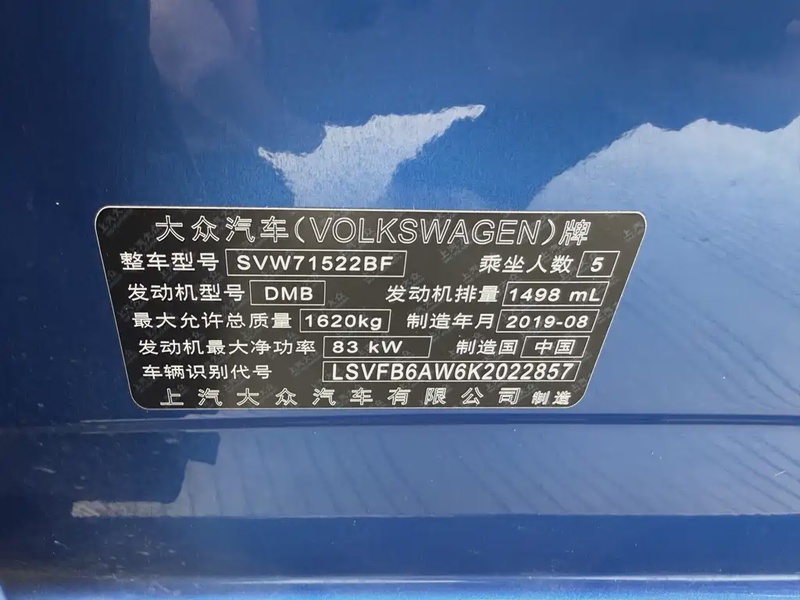 大众汽车(VOLKSWAGEN)牌
整车型号 SVW71522BF 乘坐人数 5
发动机型号 DMB 发动机排量 1498 mL
最大允许总质量 1620kg 制造年月 2019-08
发动机最大净功率 83 kW 制造国 中国
车辆识别代号 LSVFB6AW6K2022857
上汽大众汽车有限公司 制造